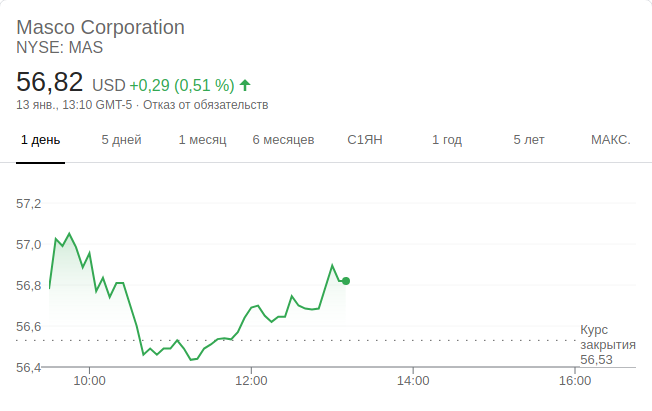 Masco Corporation
NYSE: MAS
56,82 USD +0,29 (0,51 %)
13 янв., 13:10 GMT-5 · Отказ от обязательств
1 день 5 дней 1 месяц 6 месяцев С1ЯН 1 год 5 лет МАКС.
57,2
57,0
56,8
56,6
Курс
закрытия
56,53
56,4
10:00 12:00 14:00 16:00